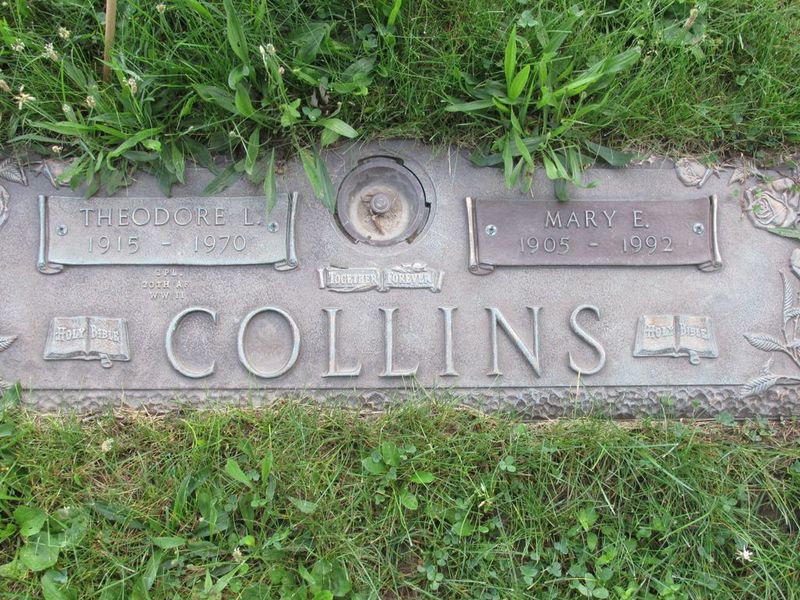 THEODORE L.
1915 - 1970
CPL.
20TH AF
WW II
MARY E.
1905 - 1992
TOGETHER FOREVER
HOLY BIBLE
COLLINS
HOLY BIBLE